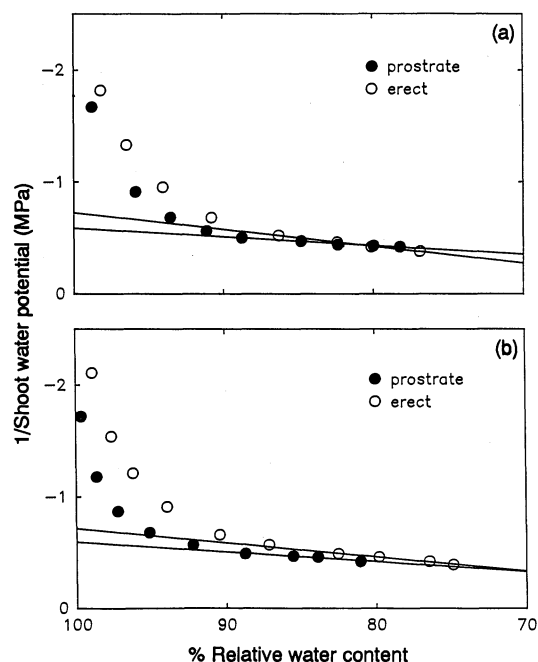 (a)
prostrate
erect
−2
−1
0
1/Shoot water potential (MPa)
(b)
prostrate
erect
−2
−1
0
100
90
80
70
% Relative water content